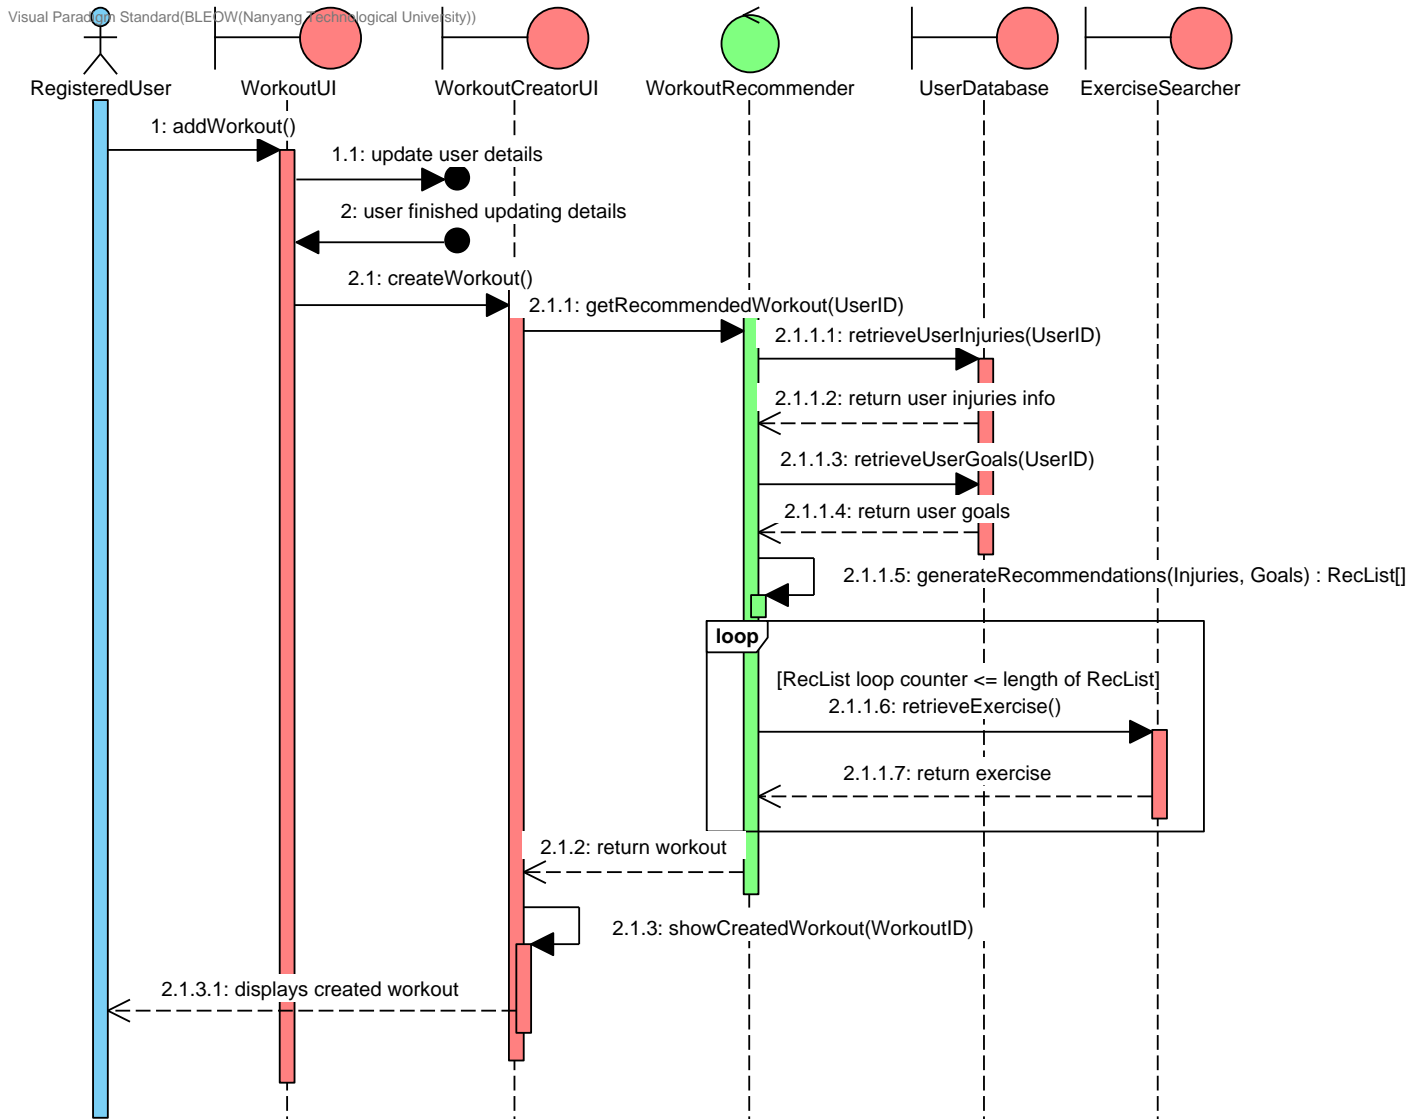 Visual Paradigm Standard(BLEOW(Nanyang Technological University))
RegisteredUser
WorkoutUI
WorkoutCreatorUI
WorkoutRecommender
UserDatabase
ExerciseSearcher
1: addWorkout()
1.1: update user details
2: user finished updating details
2.1: createWorkout()
2.1.1: getRecommendedWorkout(UserID)
2.1.1.1: retrieveUserInjuries(UserID)
2.1.1.2: return user injuries info
2.1.1.3: retrieveUserGoals(UserID)
2.1.1.4: return user goals
2.1.1.5: generateRecommendations(Injuries, Goals) : RecList[]
loop
[RecList loop counter <= length of RecList]
2.1.1.6: retrieveExercise()
2.1.1.7: return exercise
2.1.2: return workout
2.1.3: showCreatedWorkout(WorkoutID)
2.1.3.1: displays created workout